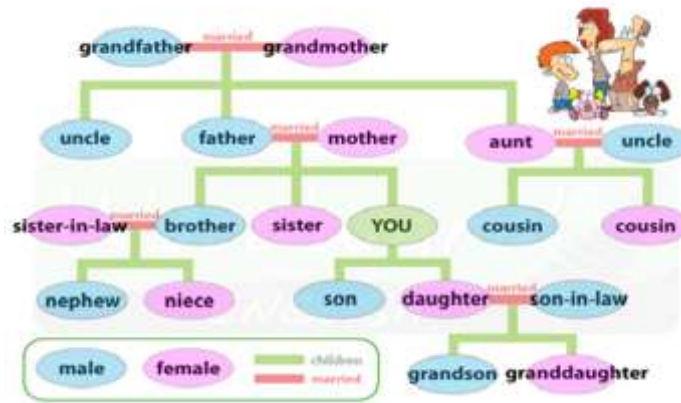 married
grandfather grandmother
uncle father married mother aunt married uncle
sister-in-law married brother sister YOU cousin cousin
nephew niece son daughter married son-in-law
male female children
married
grandson granddaughter